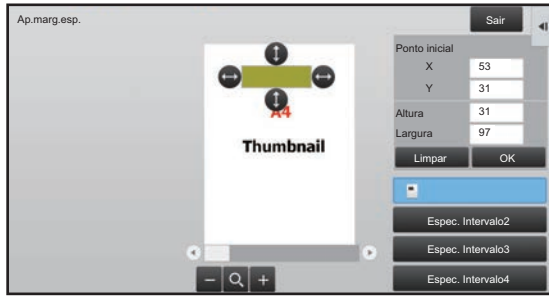 Ap.marg.esp.
Sair
Ponto inicial
X 53
Y 31
Altura 31
Largura 97
Limpar OK
A4
Thumbnail
Espec. Intervalo2
Espec. Intervalo3
Espec. Intervalo4